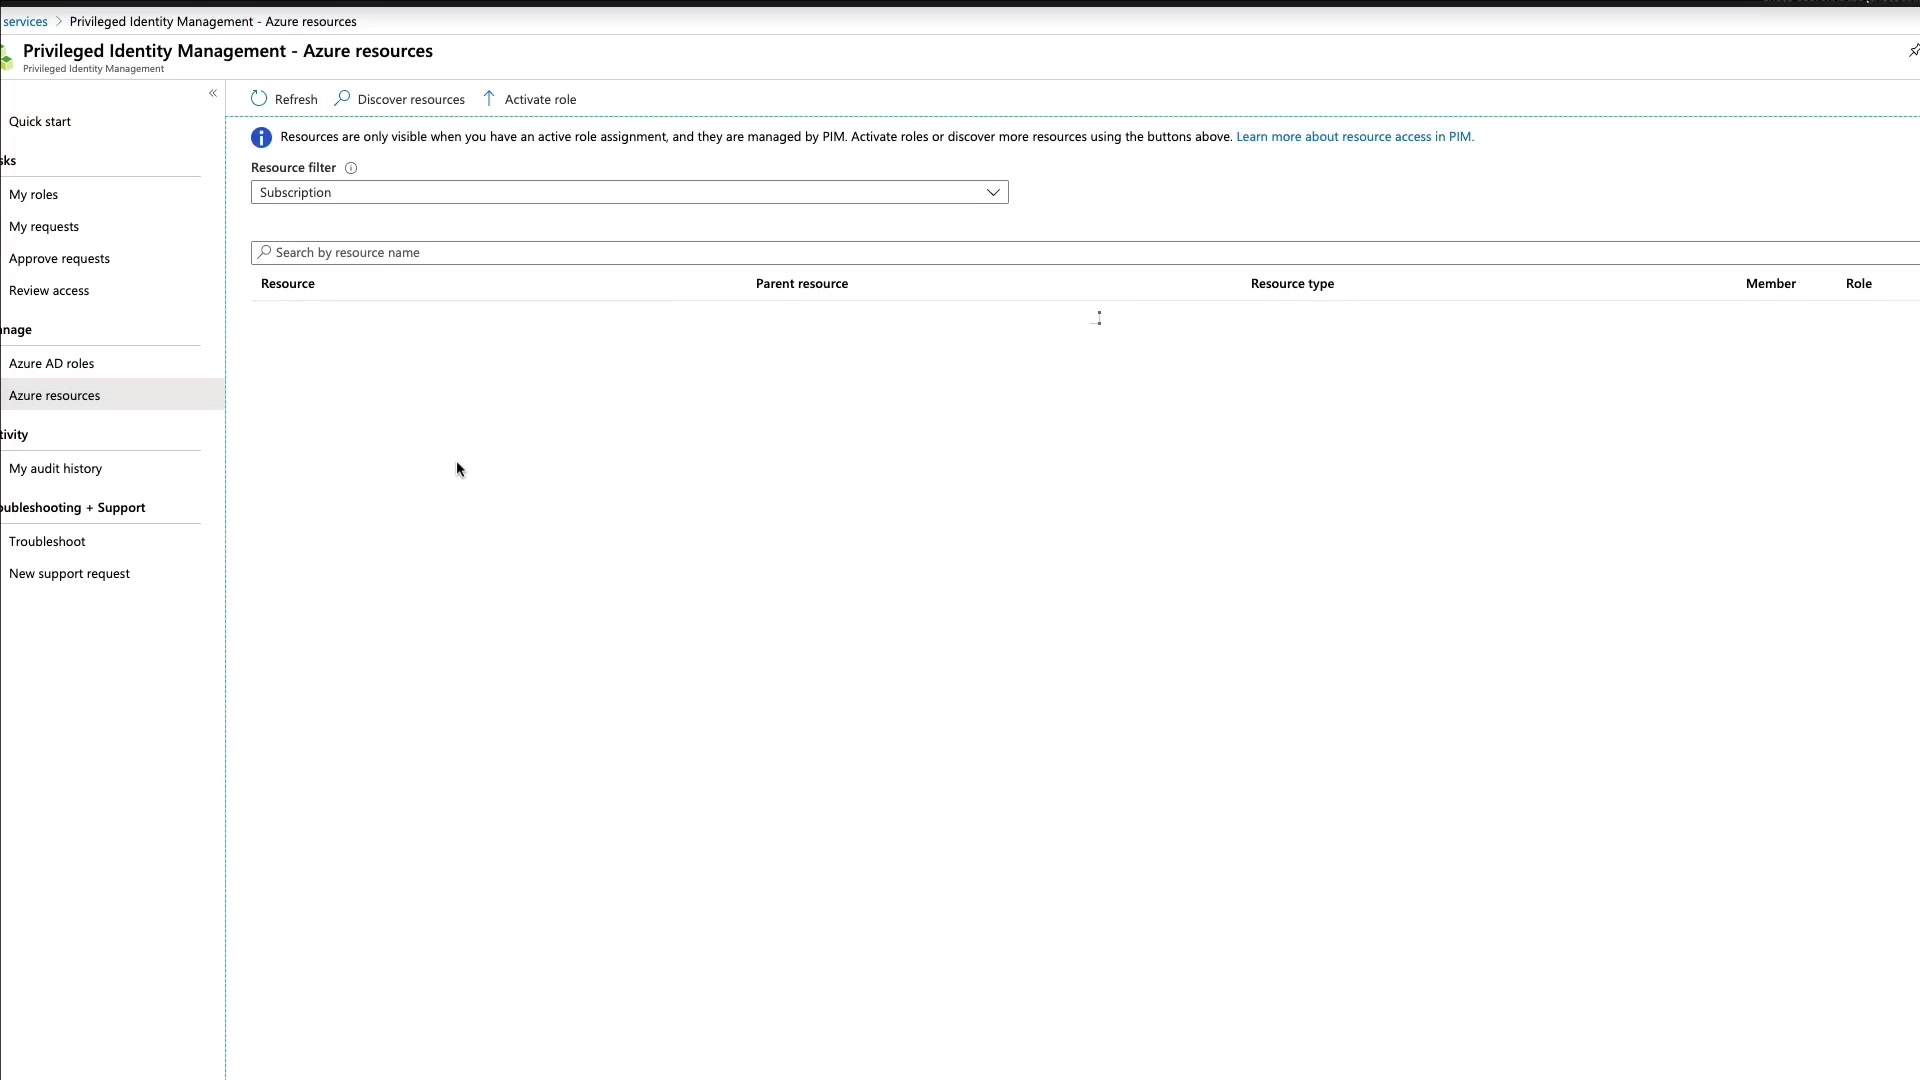 services > Privileged Identity Management - Azure resources
Privileged Identity Management - Azure resources
Privileged Identity Management
Quick start
sks
My roles
My requests
Approve requests
Review access
nage
Azure AD roles
Azure resources
tivity
My audit history
oubleshooting + Support
Troubleshoot
New support request
Refresh
Discover resources
Activate role
Resources are only visible when you have an active role assignment, and they are managed by PIM. Activate roles or discover more resources using the buttons above. Learn more about resource access in PIM.
Resource filter
Subscription
Search by resource name
Resource Parent resource Resource type Member Role